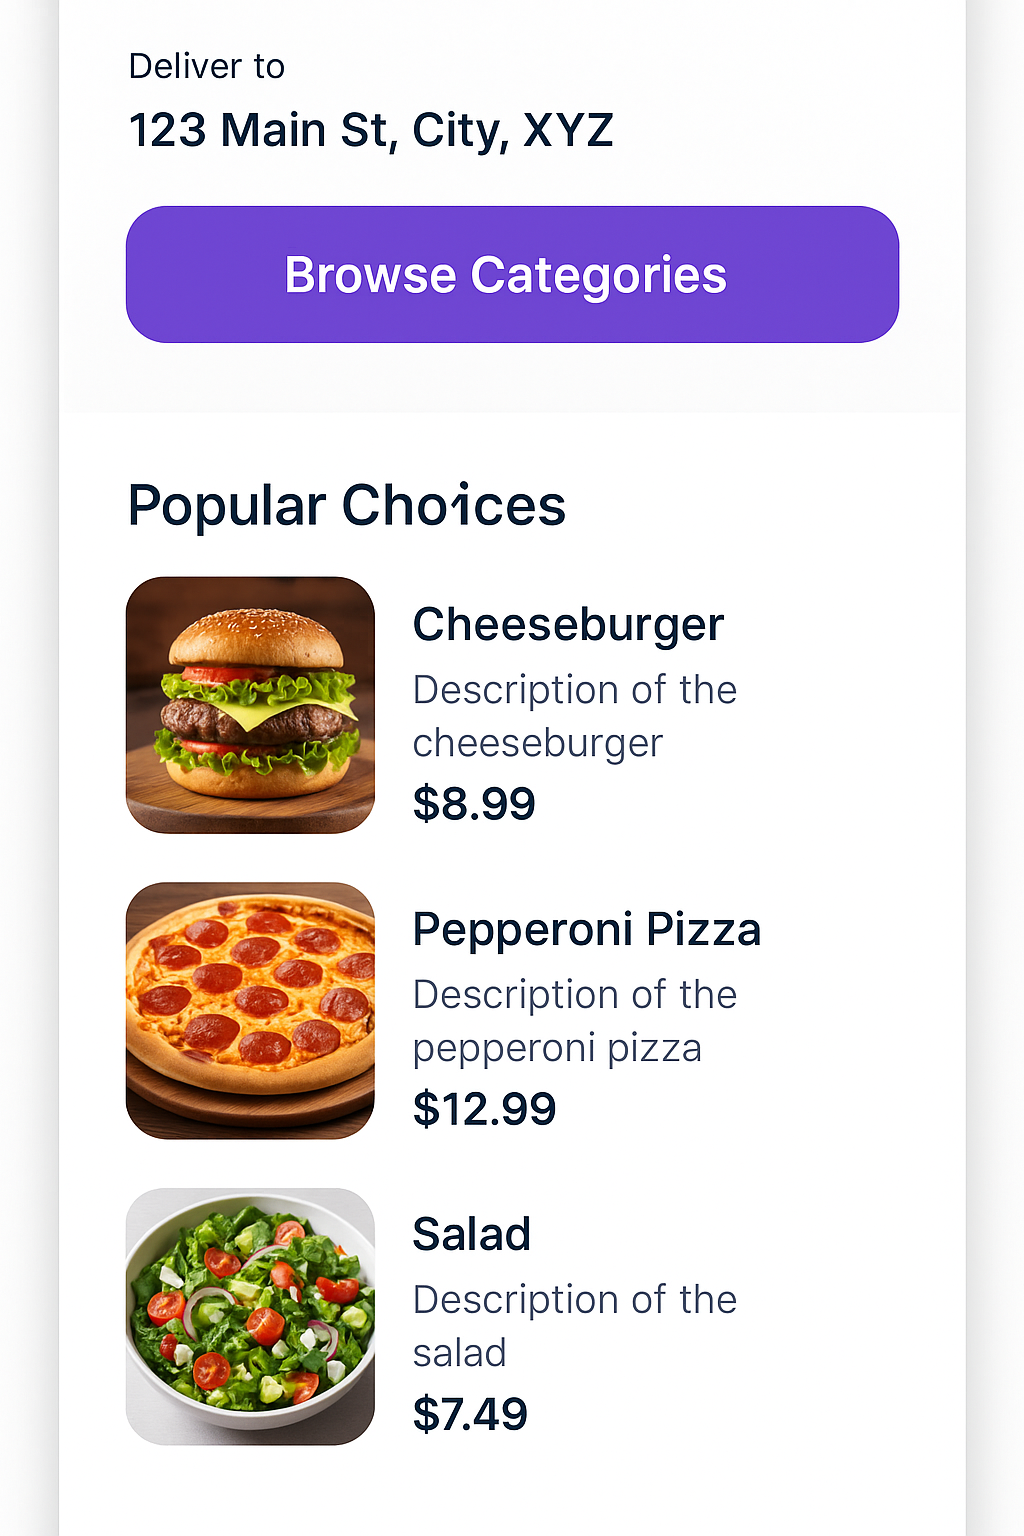 Deliver to
123 Main St, City, XYZ
Browse Categories
Popular Choices
Cheeseburger
Description of the
cheeseburger
$8.99
Pepperoni Pizza
Description of the
pepperoni pizza
$12.99
Salad
Description of the
salad
$7.49